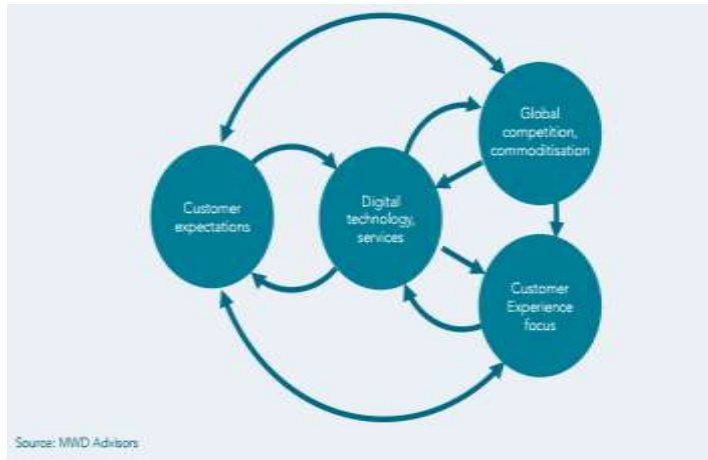 Global
competition,
commoditisation
Customer
expectations
Digital
technology,
services
Customer
Experience
focus
Source: MWD Advisors